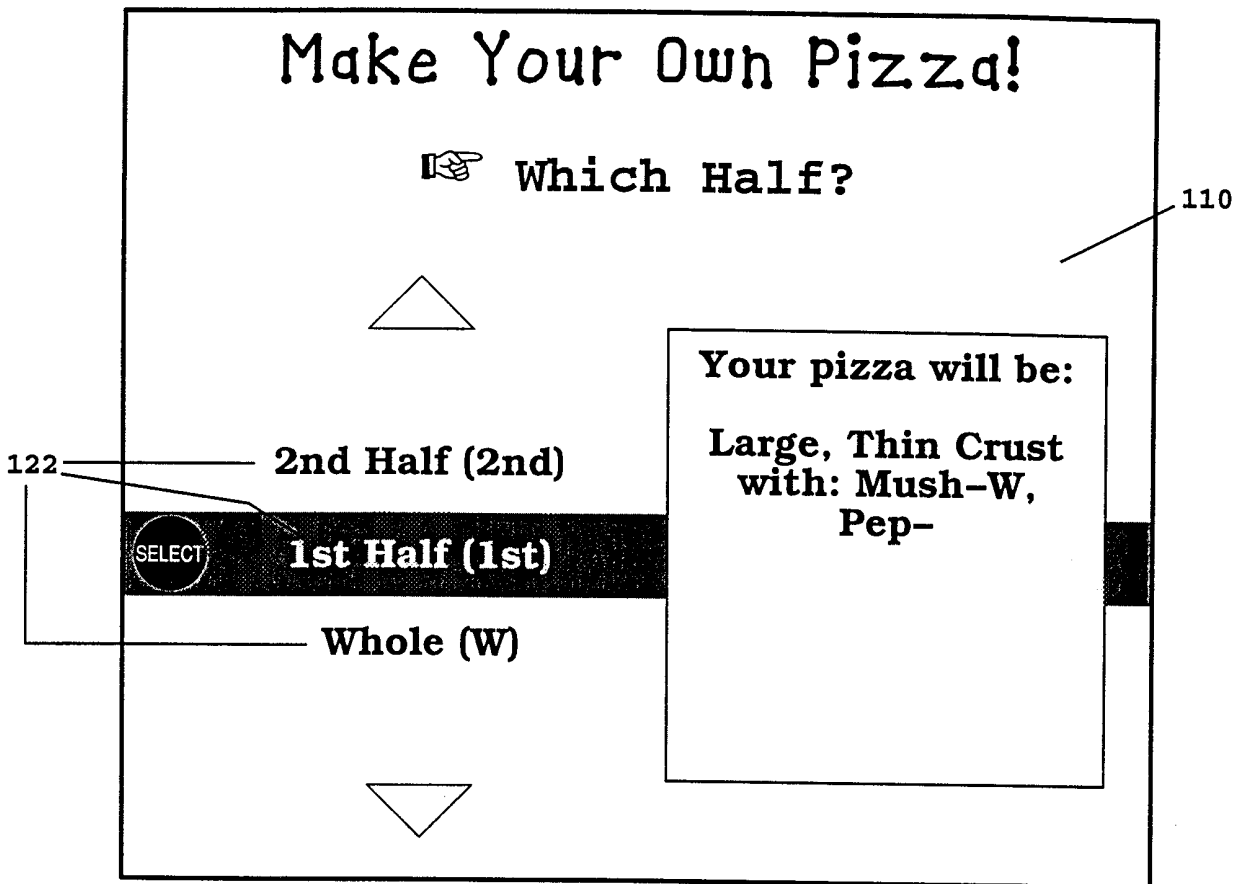 Make Your Own Pizza!
☞ Which Half?
110
Your pizza will be:
Large, Thin Crust
with: Mush–W,
Pep–
122
2nd Half (2nd)
SELECT
1st Half (1st)
Whole (W)